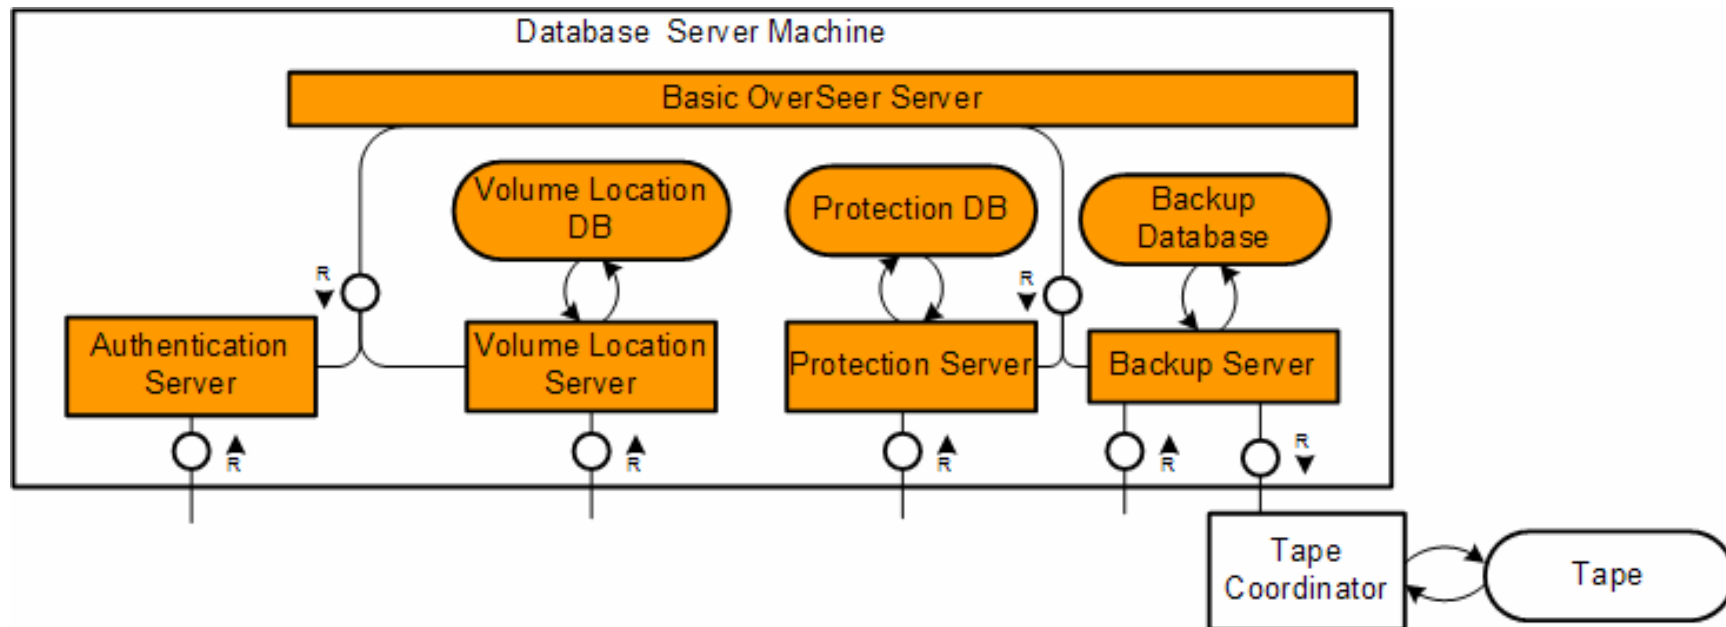 Database Server Machine
Basic OverSeer Server
Volume Location
DB
Protection DB
Backup
Database
R
R
Authentication
Server
Volume Location
Server
Protection Server
Backup Server
R
R
R
R
R
Tape
Coordinator
Tape